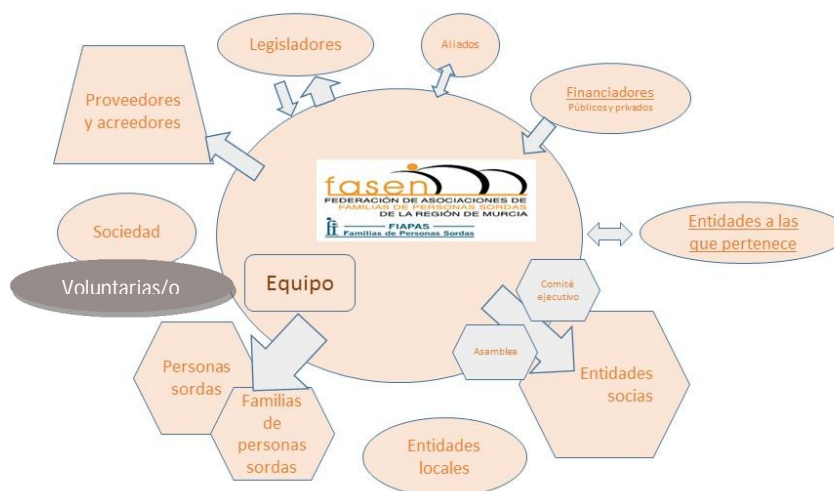 Legisladores
Aliados
Proveedores
y acreedores
Financiadores
Públicos y privados
fasen
FEDERACIÓN DE ASOCIACIONES DE
FAMILIAS DE PERSONAS SORDAS
DE LA REGIÓN DE MURCIA
FIAPAS
Familias de Personas Sordas
Sociedad
Entidades a las
que pertenece
Voluntarias/o
Equipo
Comité
ejecutivo
Asamblea
Personas
sordas
Familias
de
personas
sordas
Entidades
socias
Entidades
locales